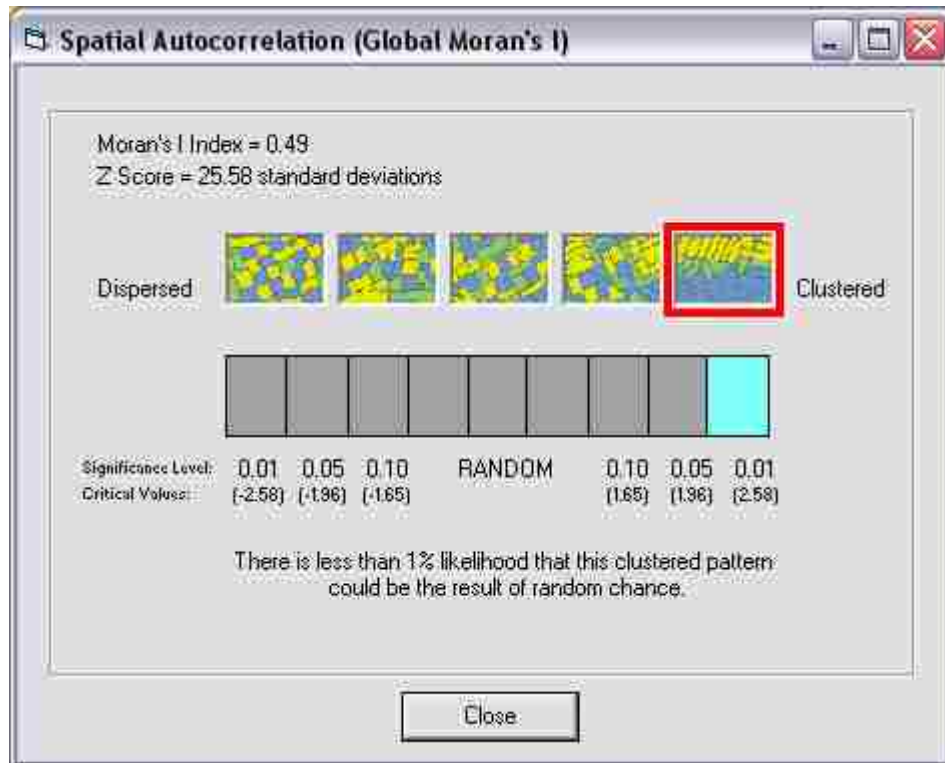 Spatial Autocorrelation (Global Moran's I)
Moran's I Index = 0.49
Z Score = 25.58 standard deviations
Dispersed
Clustered
Significance Level: 0.01 0.05 0.10 RANDOM 0.10 0.05 0.01
Critical Values: (-2.58) (-1.96) (-1.65) (1.65) (1.96) (2.58)
There is less than 1% likelihood that this clustered pattern
could be the result of random chance.
Close